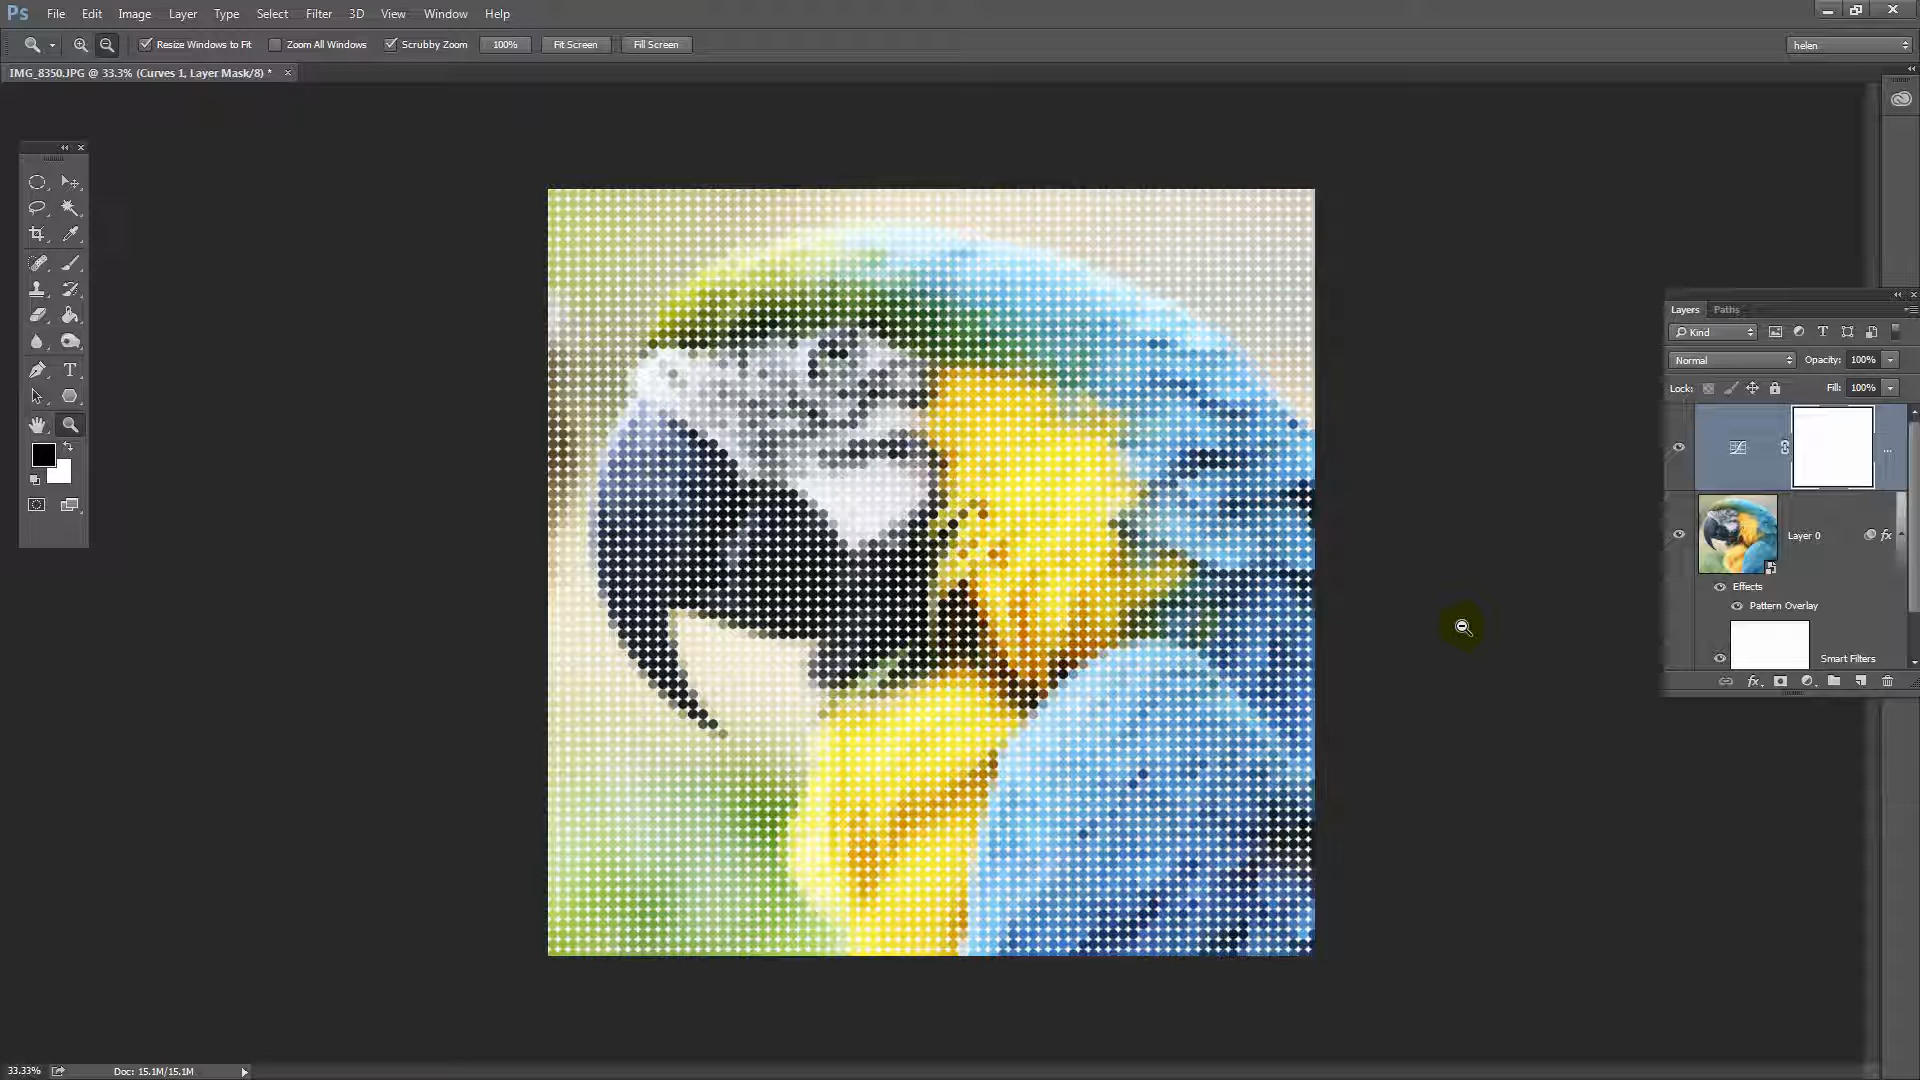 Ps File Edit Image Layer Type Select Filter 3D View Window Help
Resize Windows to Fit Zoom All Windows Scrubby Zoom 100% Fit Screen Fill Screen helen
IMG_8350.JPG @ 33.3% (Curves 1, Layer Mask/8) *
Layers Paths
Kind
Normal Opacity: 100%
Lock: Fill: 100%
...
Layer 0 fx
Effects
Pattern Overlay
Smart Filters
fx
33.33% Doc: 15.1M/15.1M